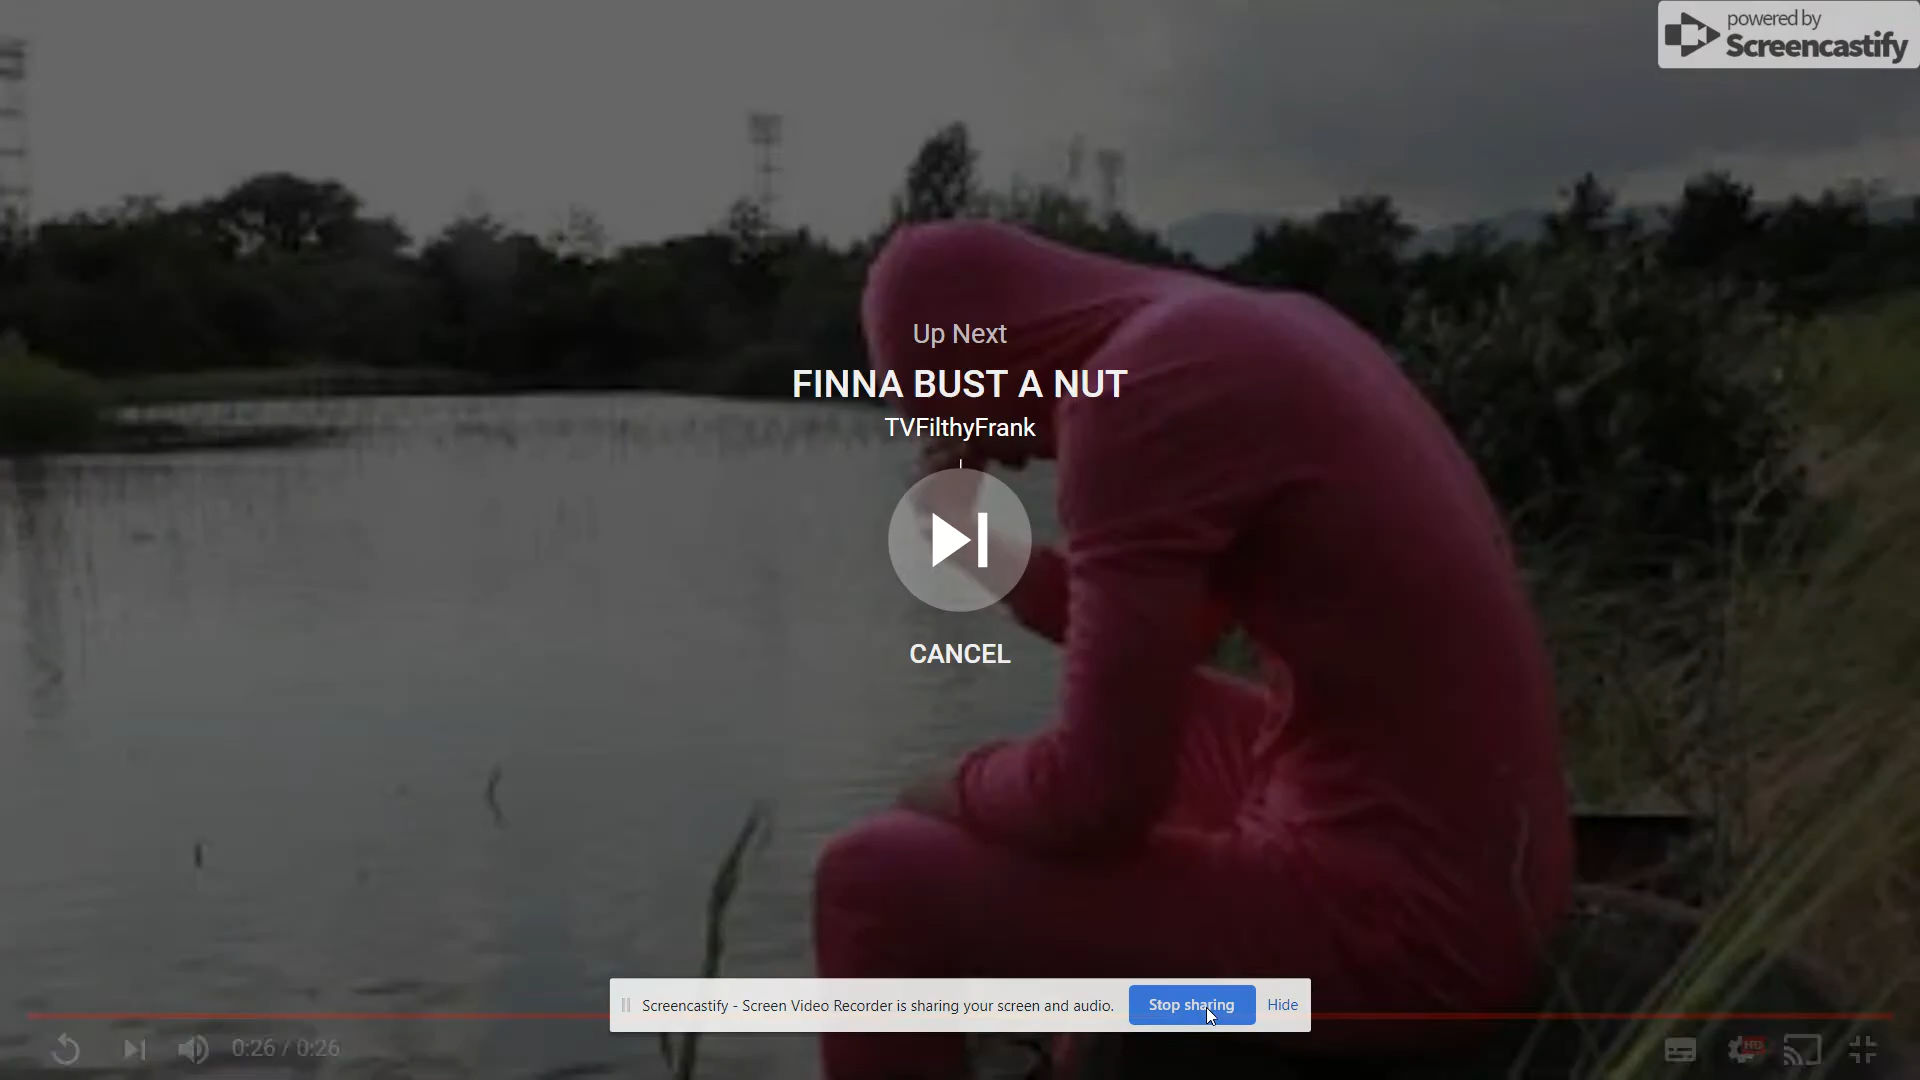 powered by
Screencastify
Up Next
FINNA BUST A NUT
TVFilthyFrank
CANCEL
Screencastify - Screen Video Recorder is sharing your screen and audio. Stop sharing Hide
0:26 / 0:26 HD